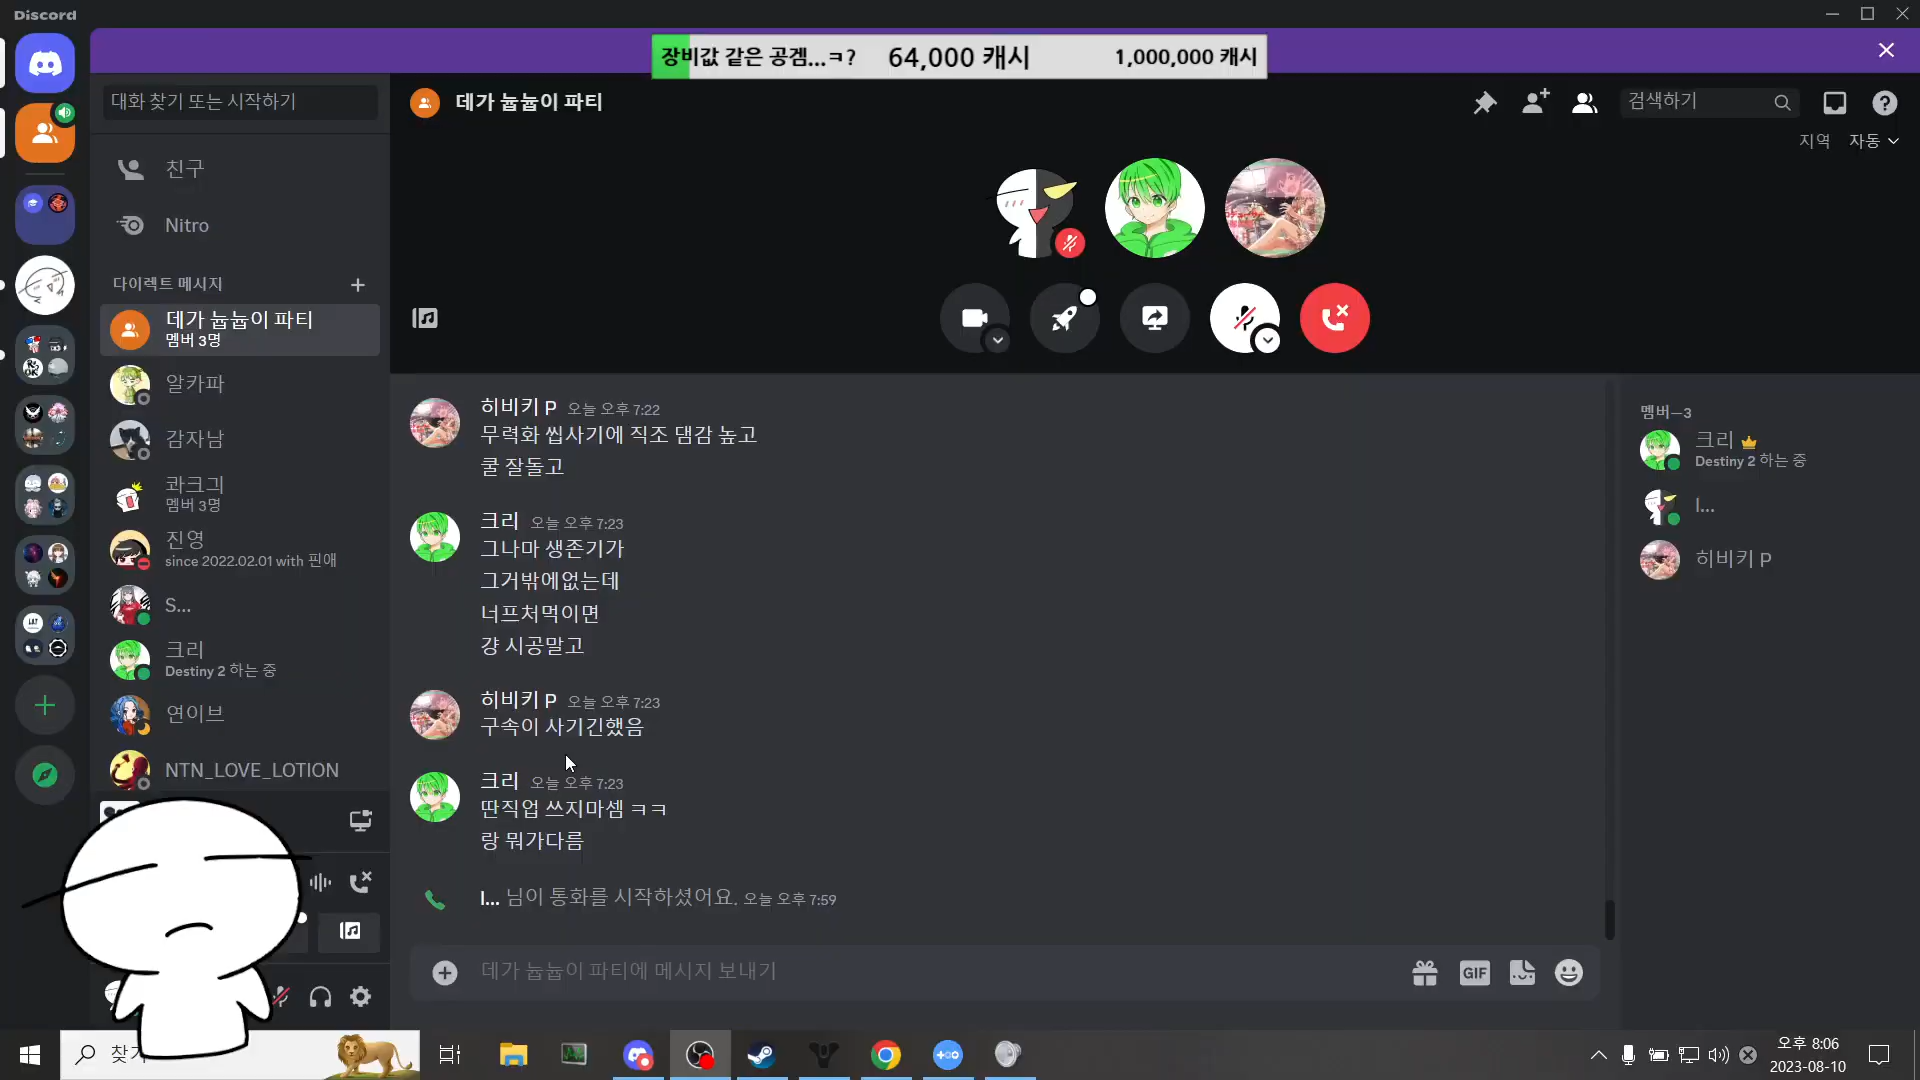 Discord
장비값 같은 공겜...ㅋ?
64,000 캐시
1,000,000 캐시
대화 찾기 또는 시작하기
데가 눕눕이 파티
검색하기
지역
자동
친구
Nitro
다이렉트 메시지
데가 눕눕이 파티
멤버 3명
알카파
감자남
콰크긔
멤버 3명
진영
since 2022.02.01 with 핀애
S...
크리
Destiny 2 하는 중
연이브
NTN_LOVE_LOTION
히비키 P 오늘 오후 7:22
무력화 씹사기에 직조 댐감 높고
쿨 잘돌고
크리 오늘 오후 7:23
그나마 생존기가
그거밖에없는데
너프처먹이면
걍 시공말고
히비키 P 오늘 오후 7:23
구속이 사기긴했음
크리 오늘 오후 7:23
딴직업 쓰지마셈 ㅋㅋ
랑 뭐가다름
I... 님이 통화를 시작하셨어요. 오늘 오후 7:59
데가 눕눕이 파티에 메시지 보내기
GIF
멤버—3
크리
Destiny 2 하는 중
I...
히비키 P
찾기
오후 8:06
2023-08-10